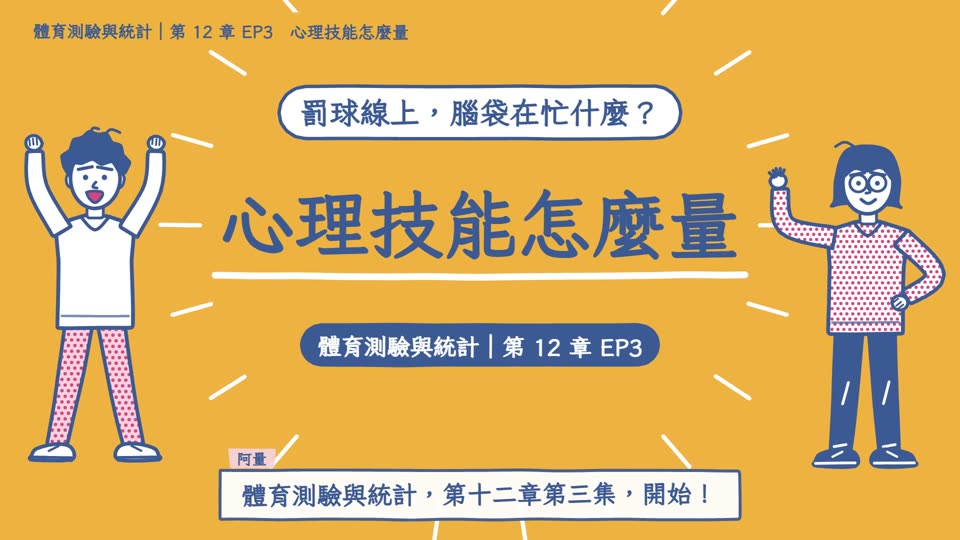 體育測驗與統計｜第 12 章 EP3 心理技能怎麼量
罰球線上，腦袋在忙什麼？
心理技能怎麼量
體育測驗與統計｜第 12 章 EP3
阿量
體育測驗與統計，第十二章第三集，開始！